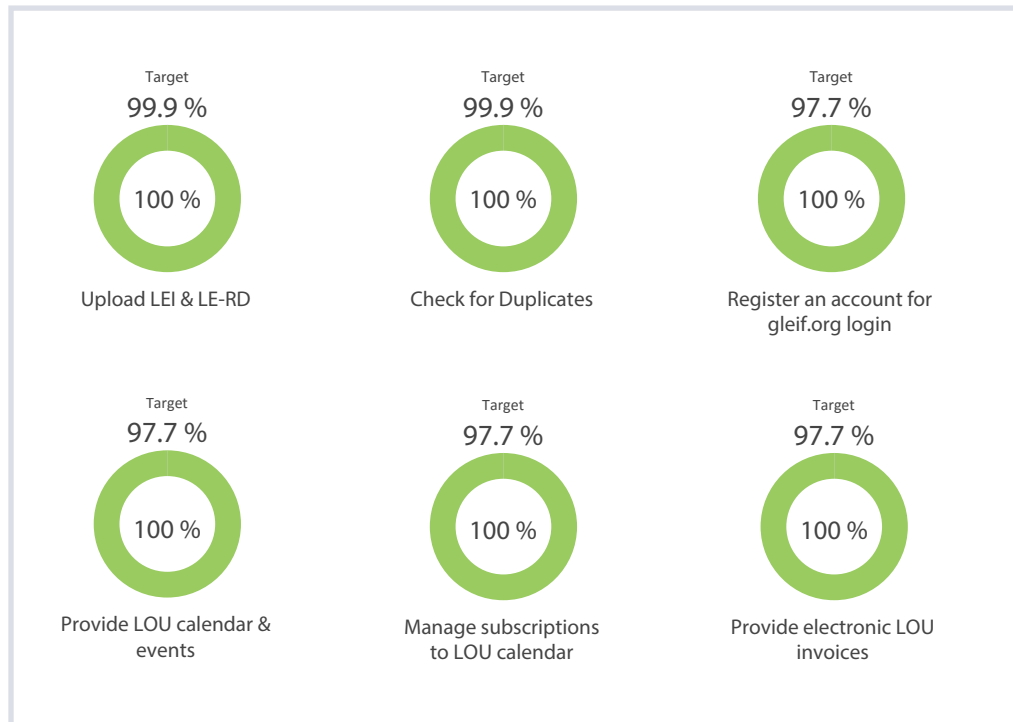 Target
99.9 %
100 %
Upload LEI & LE-RD
Target
99.9 %
100 %
Check for Duplicates
Target
97.7 %
100 %
Register an account for
gleif.org login
Target
97.7 %
100 %
Provide LOU calendar &
events
Target
97.7 %
100 %
Manage subscriptions
to LOU calendar
Target
97.7 %
100 %
Provide electronic LOU
invoices